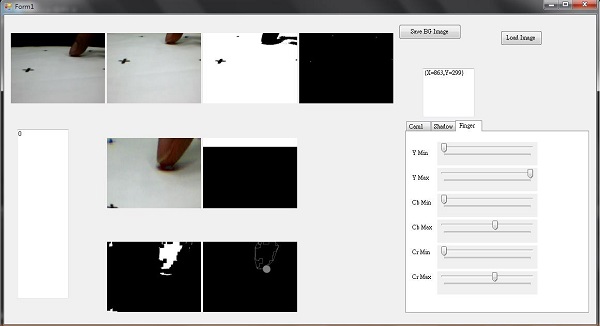 Form1
Save BG Image
Load Image
{X=863,Y=299}
0
Cam1 Shadow Finger
Y Min
Y Max
Cb Min
Cb Max
Cr Min
Cr Max